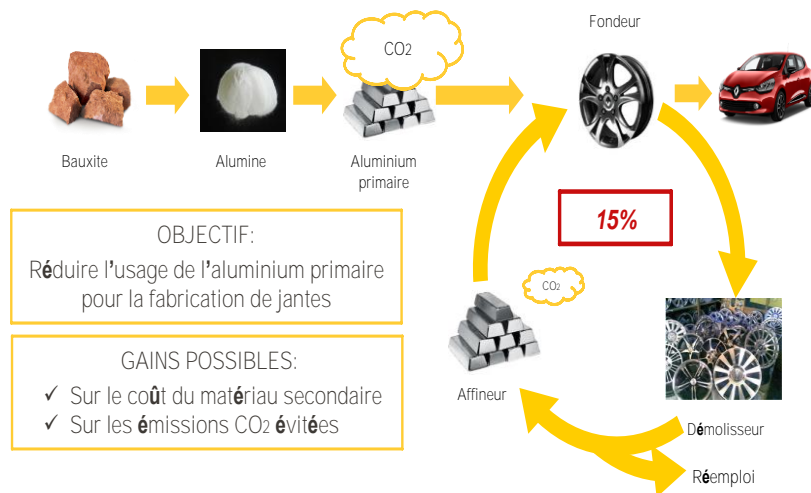 Fondeur
CO2
Bauxite
Alumine
Aluminium
primaire
15%
OBJECTIF:
Réduire l'usage de l'aluminium primaire
pour la fabrication de jantes
CO2
GAINS POSSIBLES:
✓ Sur le coût du matériau secondaire
✓ Sur les émissions CO2 évitées
Affineur
Démolisseur
Réemploi